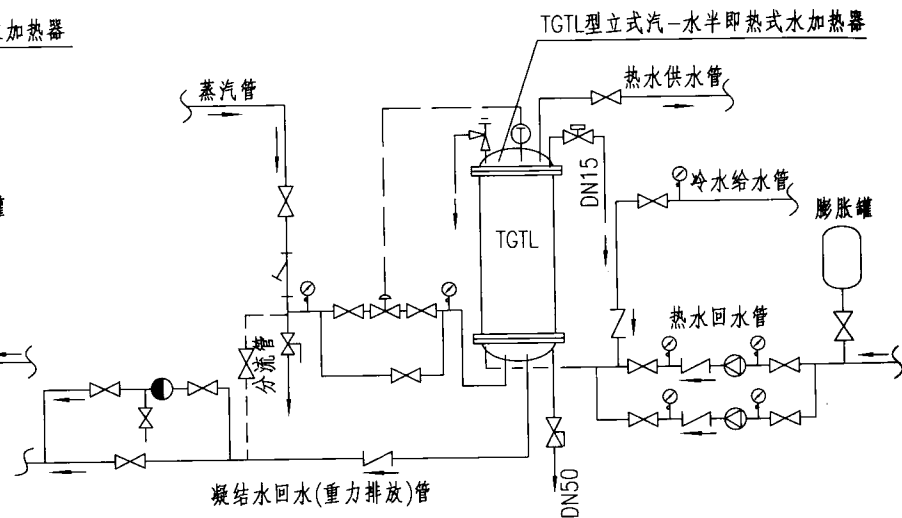 加热器
TGTL型立式汽-水半即热式水加热器
蒸汽管
热水供水管
T
DN15
冷水给水管
膨胀罐
罐
TGTL
热水回水管
分流管
凝结水回水(重力排放)管
DN50